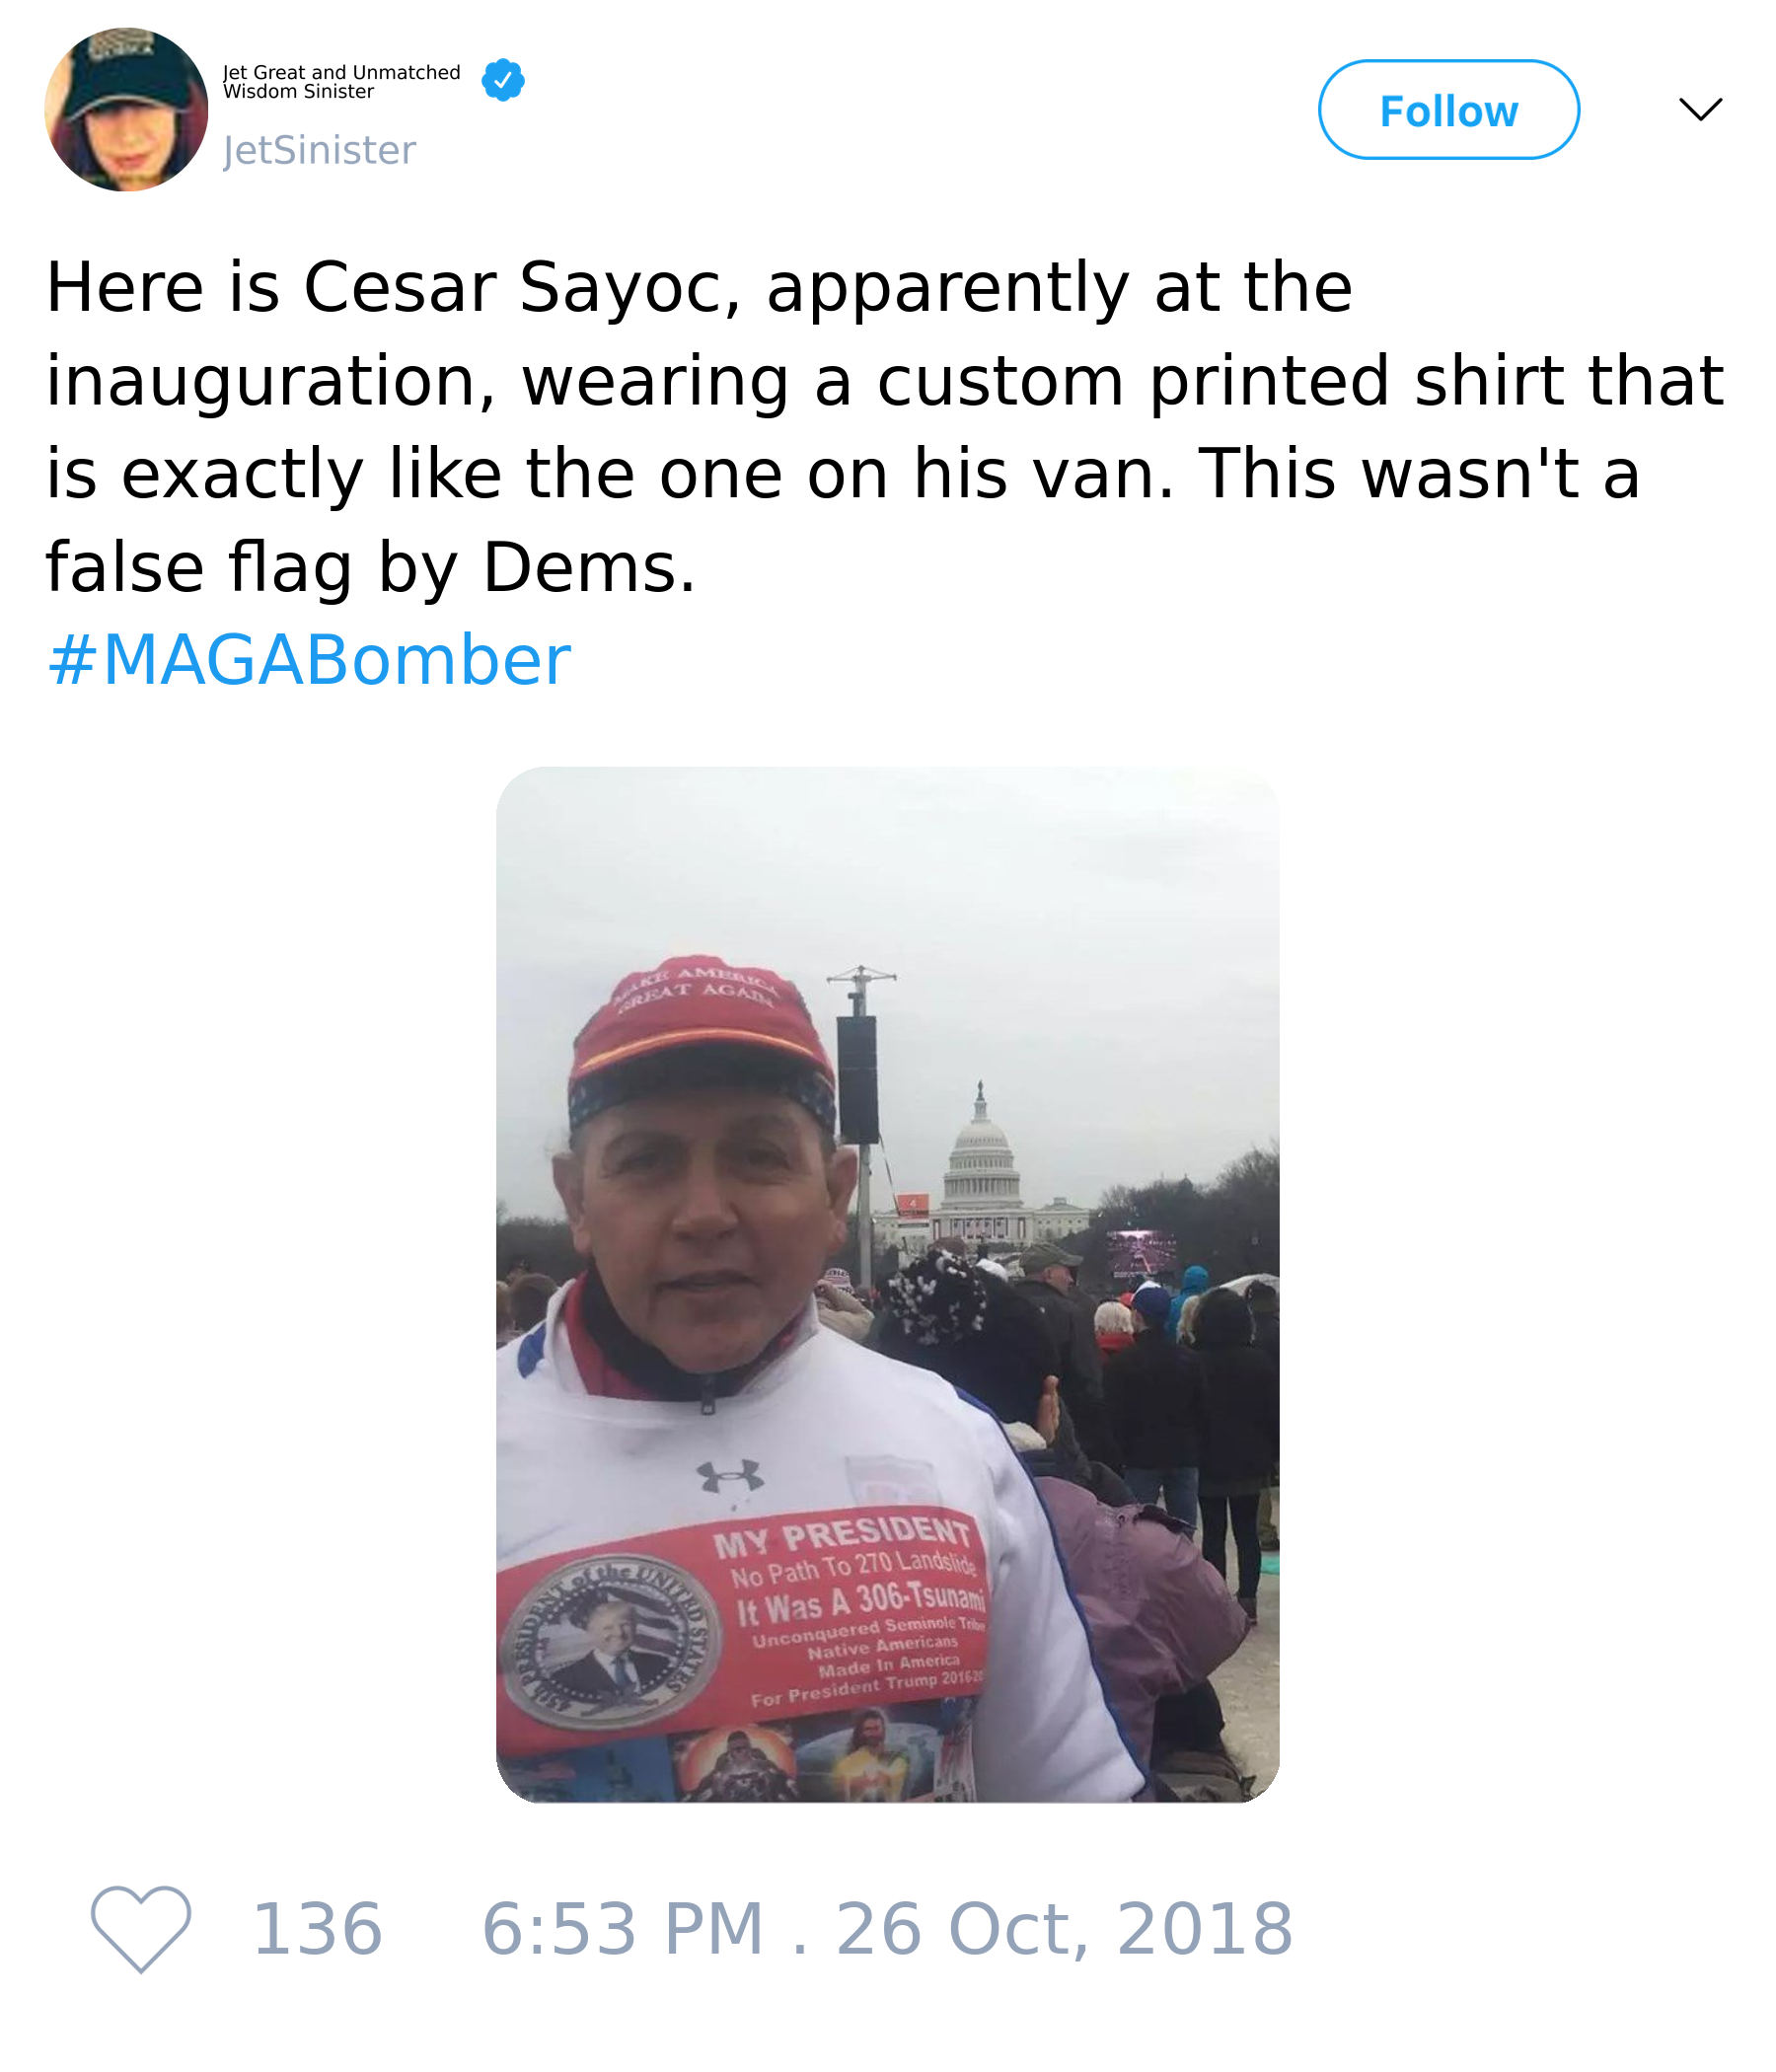 Jet Great and Unmatched
Wisdom Sinister
JetSinister
Follow
Here is Cesar Sayoc, apparently at the
inauguration, wearing a custom printed shirt that
is exactly like the one on his van. This wasn't a
false flag by Dems.
#MAGABomber
MAKE AMERICA
GREAT AGAIN
4
MY PRESIDENT
No Path To 270 Landslide
It Was A 306-Tsunami
Unconquered Seminole Tribe
Native Americans
Made In America
For President Trump 2016-20
45th PRESIDENT of the UNITED STATES
136
6:53 PM . 26 Oct, 2018